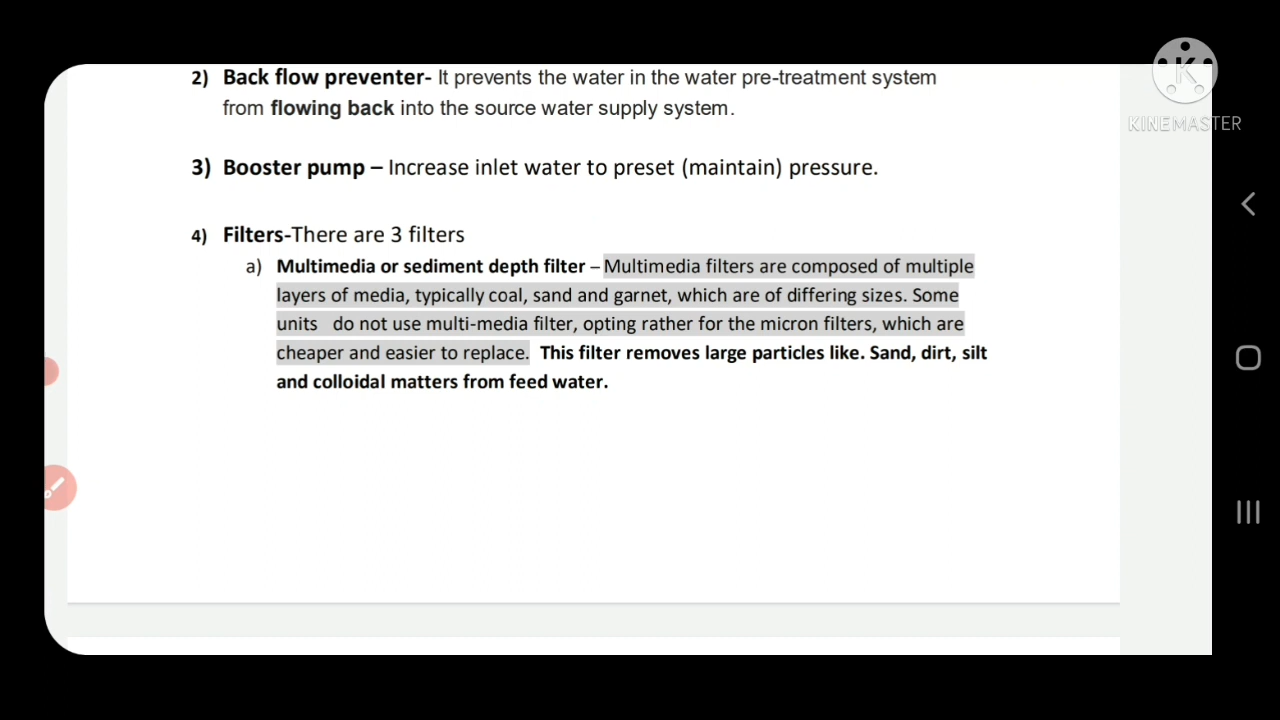 2) Back flow preventer- It prevents the water in the water pre-treatment system
from flowing back into the source water supply system.
3) Booster pump – Increase inlet water to preset (maintain) pressure.
4) Filters-There are 3 filters
a) Multimedia or sediment depth filter – Multimedia filters are composed of multiple
layers of media, typically coal, sand and garnet, which are of differing sizes. Some
units do not use multi-media filter, opting rather for the micron filters, which are
cheaper and easier to replace. This filter removes large particles like. Sand, dirt, silt
and colloidal matters from feed water.
K
KINEMASTER